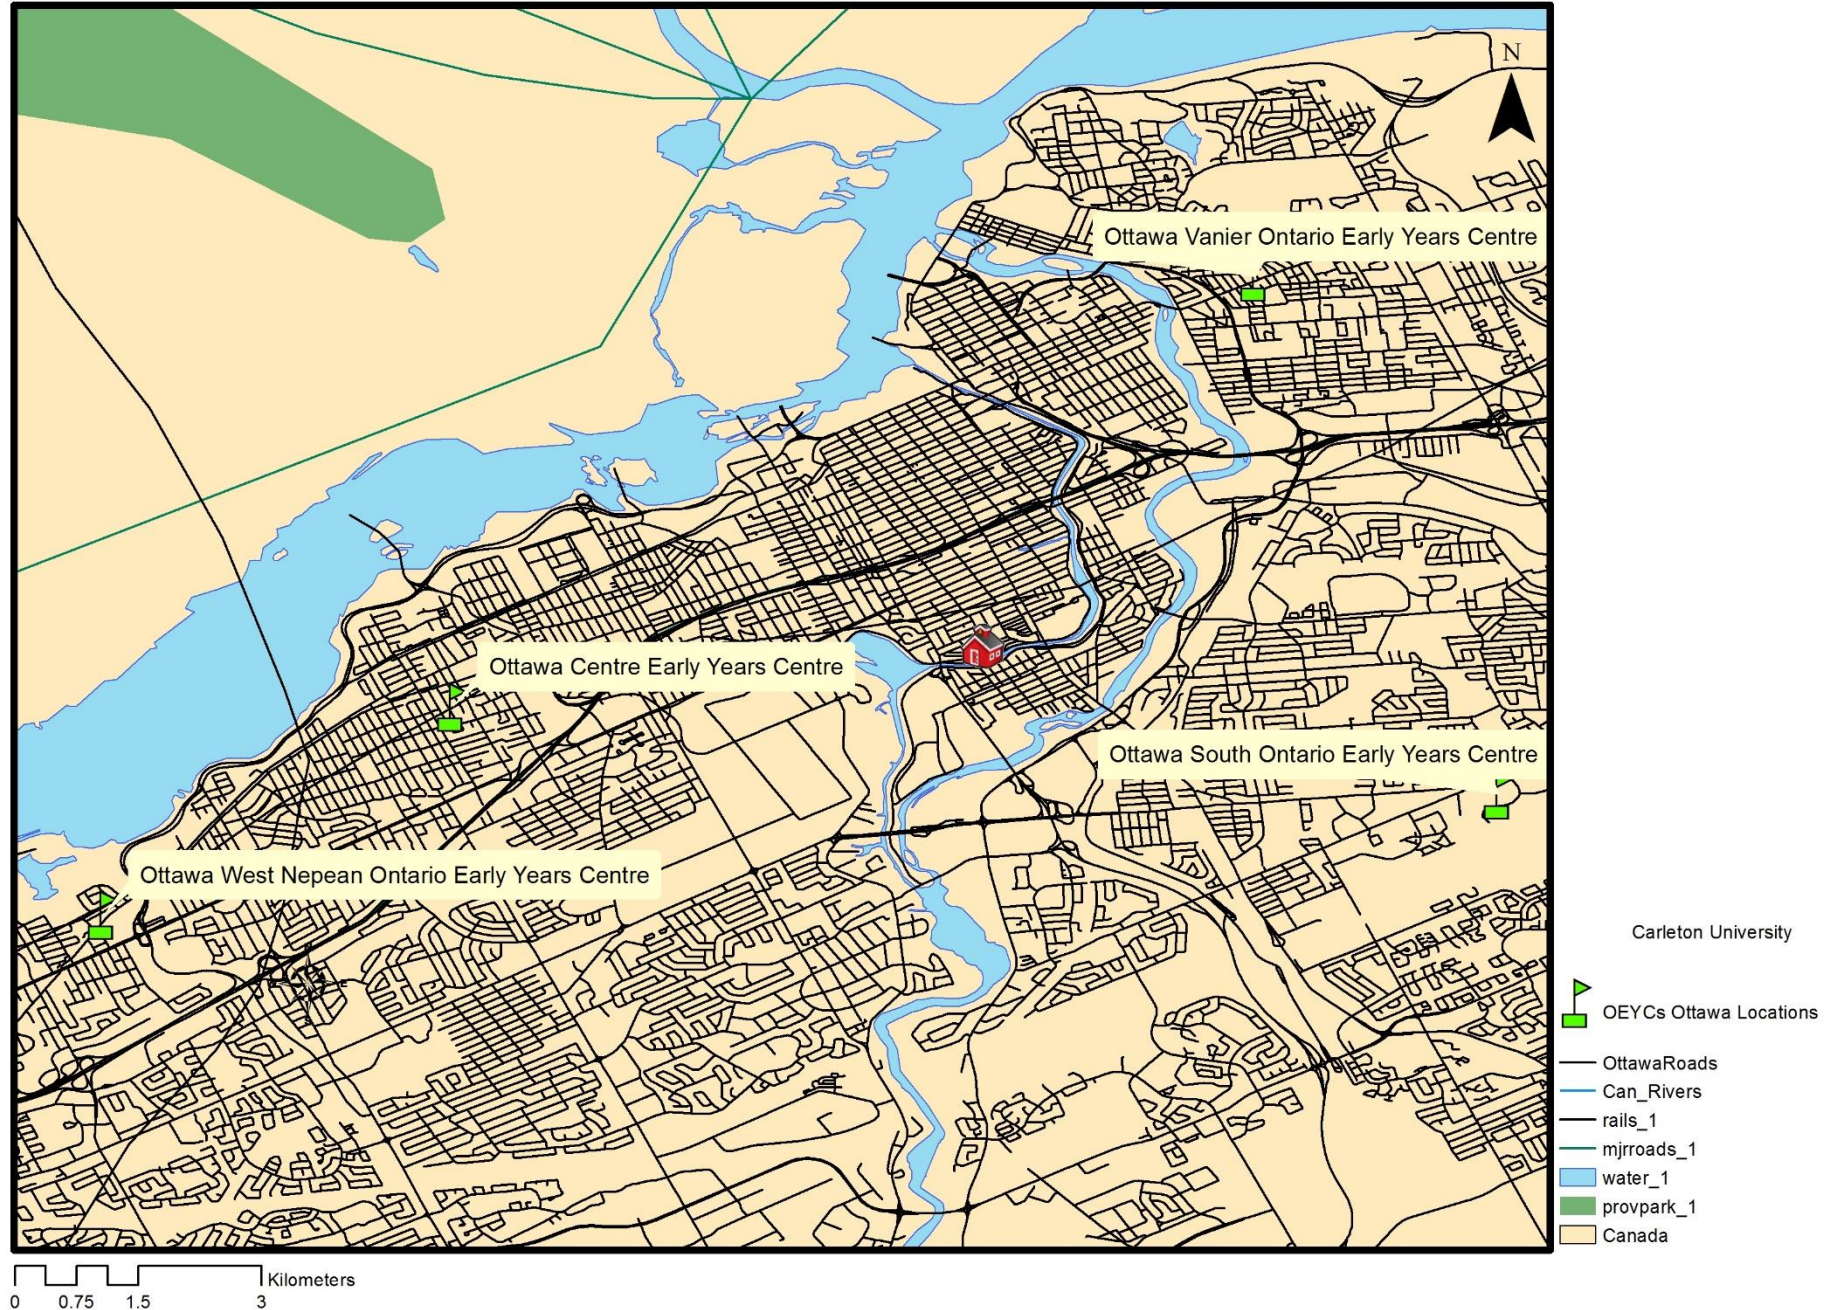 N
Ottawa Vanier Ontario Early Years Centre
Ottawa Centre Early Years Centre
Ottawa South Ontario Early Years Centre
Ottawa West Nepean Ontario Early Years Centre
Carleton University
OEYCs Ottawa Locations
OttawaRoads
Can_Rivers
rails_1
mjrroads_1
water_1
provpark_1
Canada
Kilometers
0 0.75 1.5 3